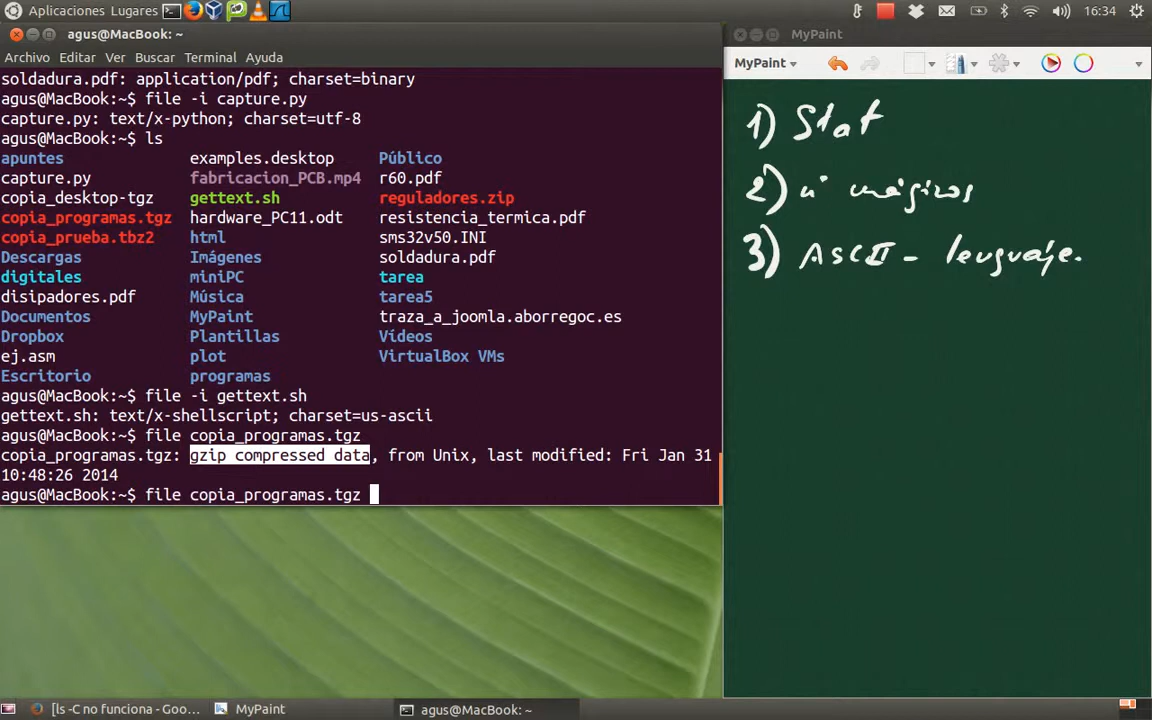 Aplicaciones Lugares 16:34
agus@MacBook: ~
Archivo Editar Ver Buscar Terminal Ayuda
soldadura.pdf: application/pdf; charset=binary
agus@MacBook:~$ file -i capture.py
capture.py: text/x-python; charset=utf-8
agus@MacBook:~$ ls
apuntes examples.desktop Público
capture.py fabricacion_PCB.mp4 r60.pdf
copia_desktop-tgz gettext.sh reguladores.zip
copia_programas.tgz hardware_PC11.odt resistencia_termica.pdf
copia_prueba.tbz2 html sms32v50.INI
Descargas Imágenes soldadura.pdf
digitales miniPC tarea
disipadores.pdf Música tarea5
Documentos MyPaint traza_a_joomla.aborregoc.es
Dropbox Plantillas Vídeos
ej.asm plot VirtualBox VMs
Escritorio programas
agus@MacBook:~$ file -i gettext.sh
gettext.sh: text/x-shellscript; charset=us-ascii
agus@MacBook:~$ file copia_programas.tgz
copia_programas.tgz: gzip compressed data, from Unix, last modified: Fri Jan 31
10:48:26 2014
agus@MacBook:~$ file copia_programas.tgz
MyPaint
MyPaint
1) Stat
2) nº mágicos
3) ASCII - lenguaje.
[ls -C no funciona - Goo... MyPaint agus@MacBook: ~